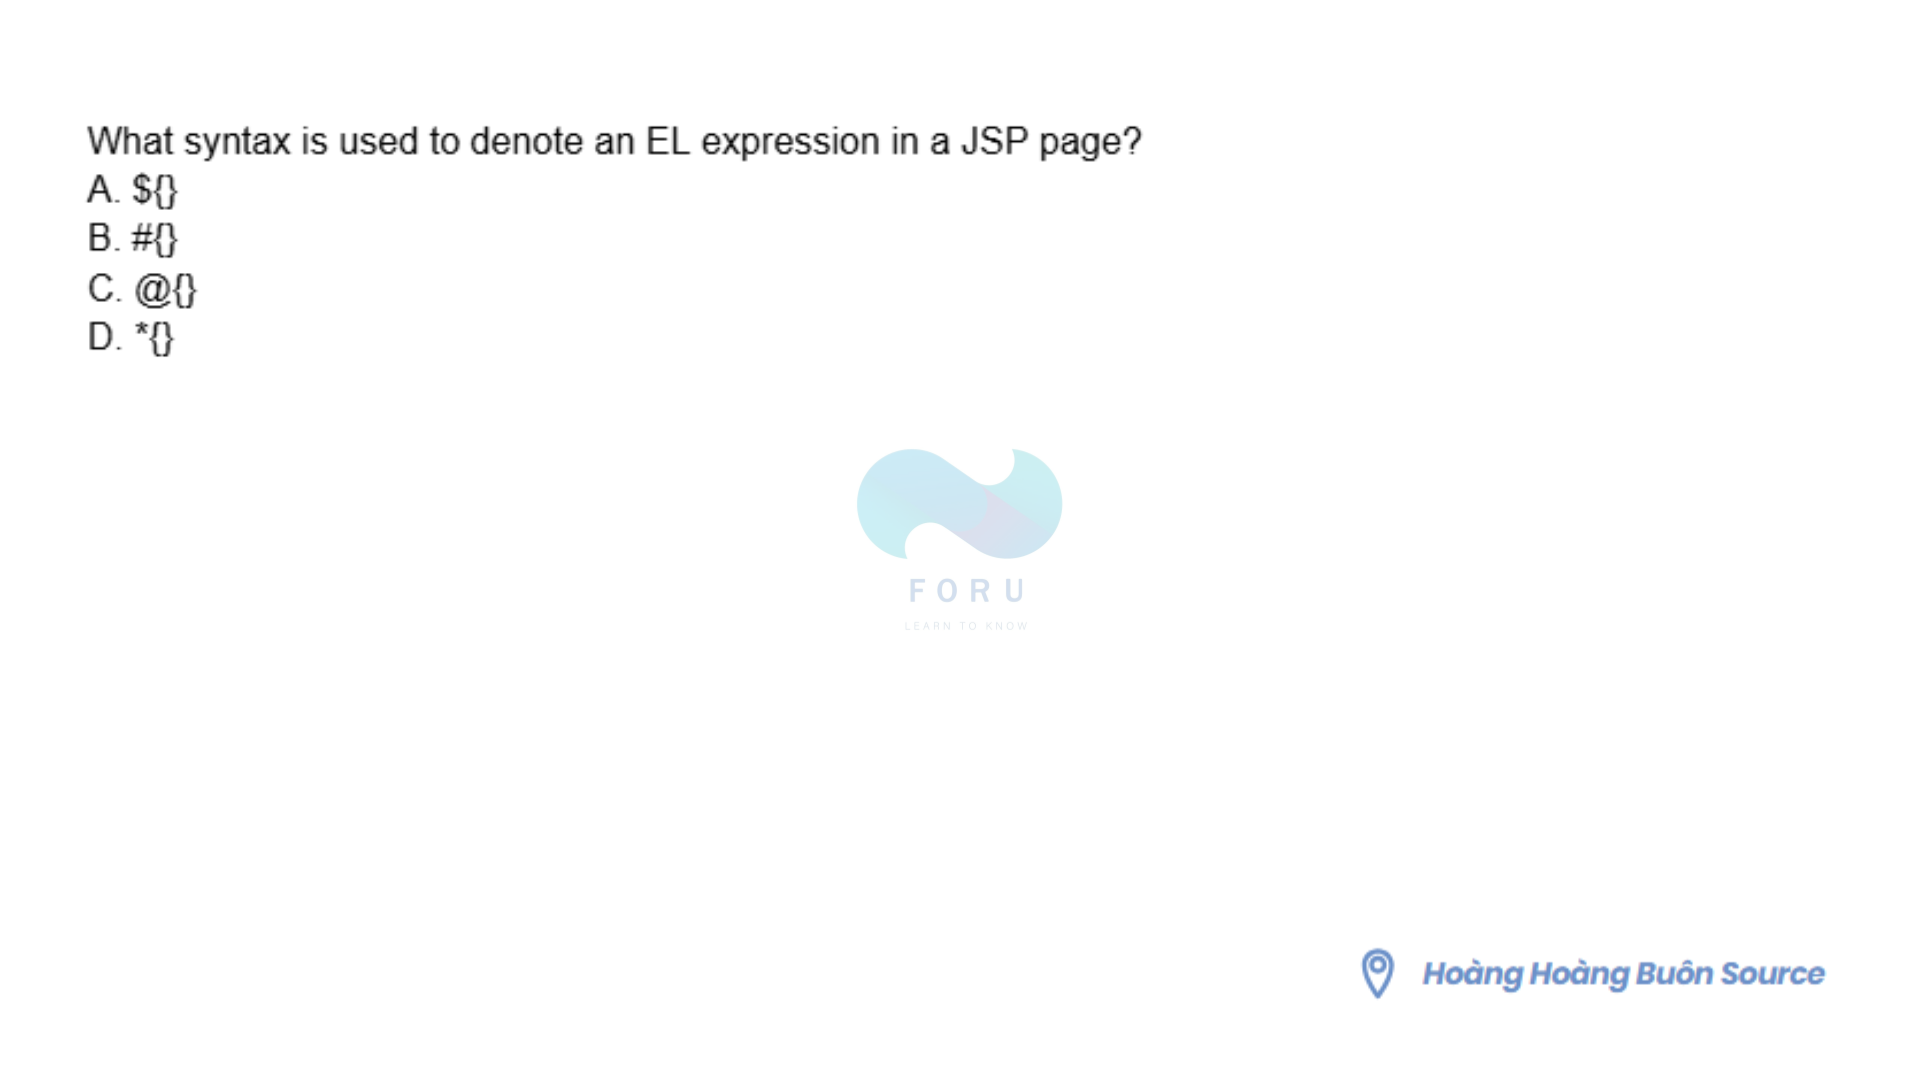 What syntax is used to denote an EL expression in a JSP page?
A. ${}
B. #{}
C. @{}
D. *{}
FORU
LEARN TO KNOW
Hoàng Hoàng Buôn Source